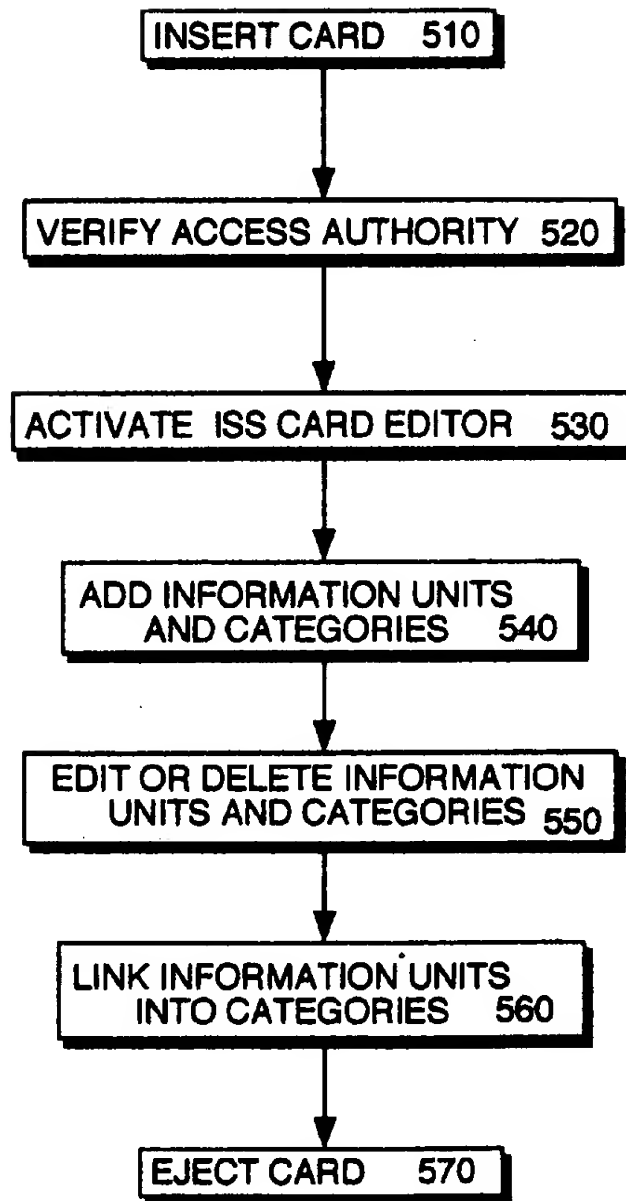 INSERT CARD 510
VERIFY ACCESS AUTHORITY 520
ACTIVATE ISS CARD EDITOR 530
ADD INFORMATION UNITS
AND CATEGORIES 540
EDIT OR DELETE INFORMATION
UNITS AND CATEGORIES 550
LINK INFORMATION UNITS
INTO CATEGORIES 560
EJECT CARD 570